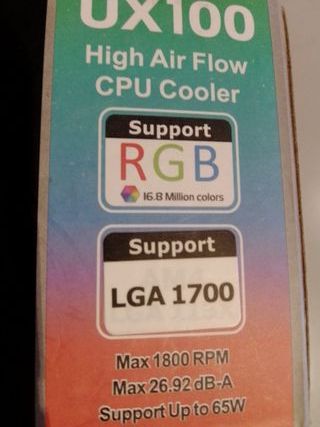 UX100
High Air Flow
CPU Cooler
Support
RGB
16.8 Million colors
Support
LGA 1700
Max 1800 RPM
Max 26.92 dB-A
Support Up to 65W